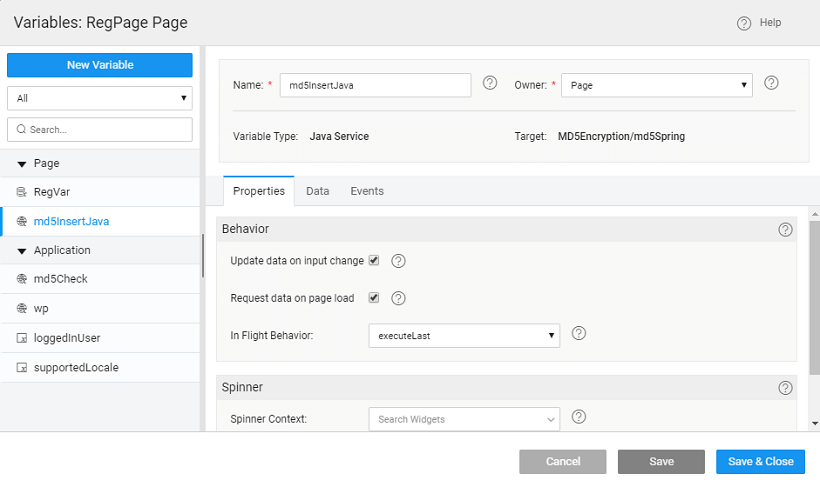 Variables: RegPage Page
Help
New Variable
All
Search...
Page
RegVar
md5InsertJava
Application
md5Check
wp
loggedInUser
supportedLocale
Name: * md5InsertJava
Owner: * Page
Variable Type: Java Service
Target: MD5Encryption/md5Spring
Properties Data Events
Behavior
Update data on input change
Request data on page load
In Flight Behavior: executeLast
Spinner
Spinner Context: Search Widgets
Cancel Save Save & Close